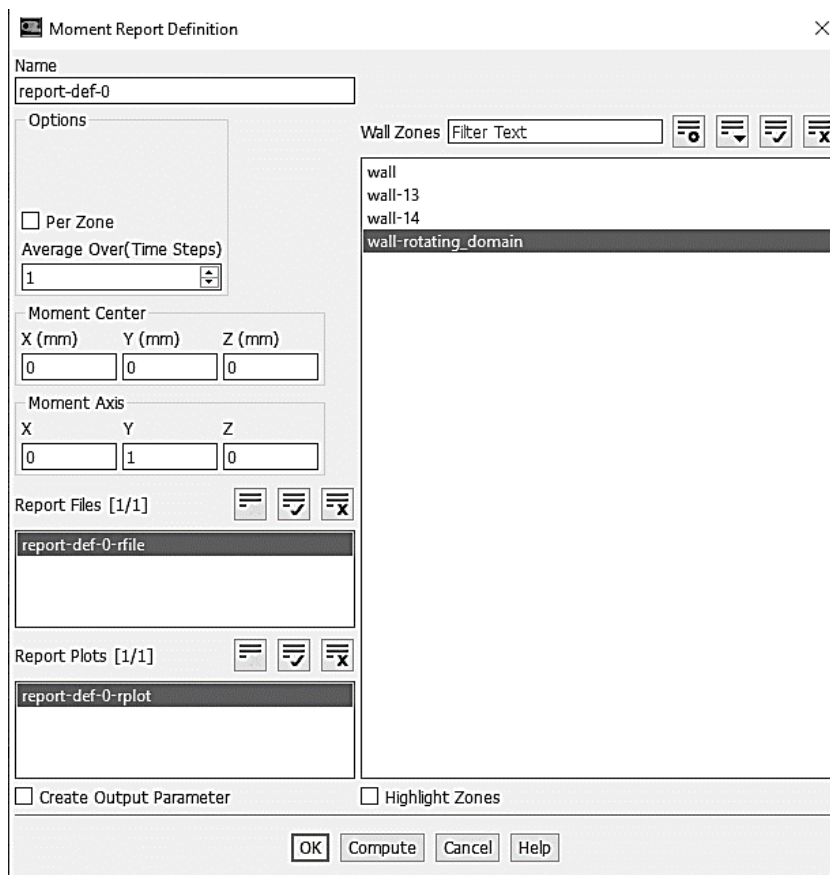 Moment Report Definition
Name
report-def-0
Options
Per Zone
Average Over(Time Steps)
1
Moment Center
X (mm) Y (mm) Z (mm)
0 0 0
Moment Axis
X Y Z
0 1 0
Report Files [1/1]
report-def-0-rfile
Report Plots [1/1]
report-def-0-rplot
Create Output Parameter
Wall Zones Filter Text
wall
wall-13
wall-14
wall-rotating_domain
Highlight Zones
OK Compute Cancel Help